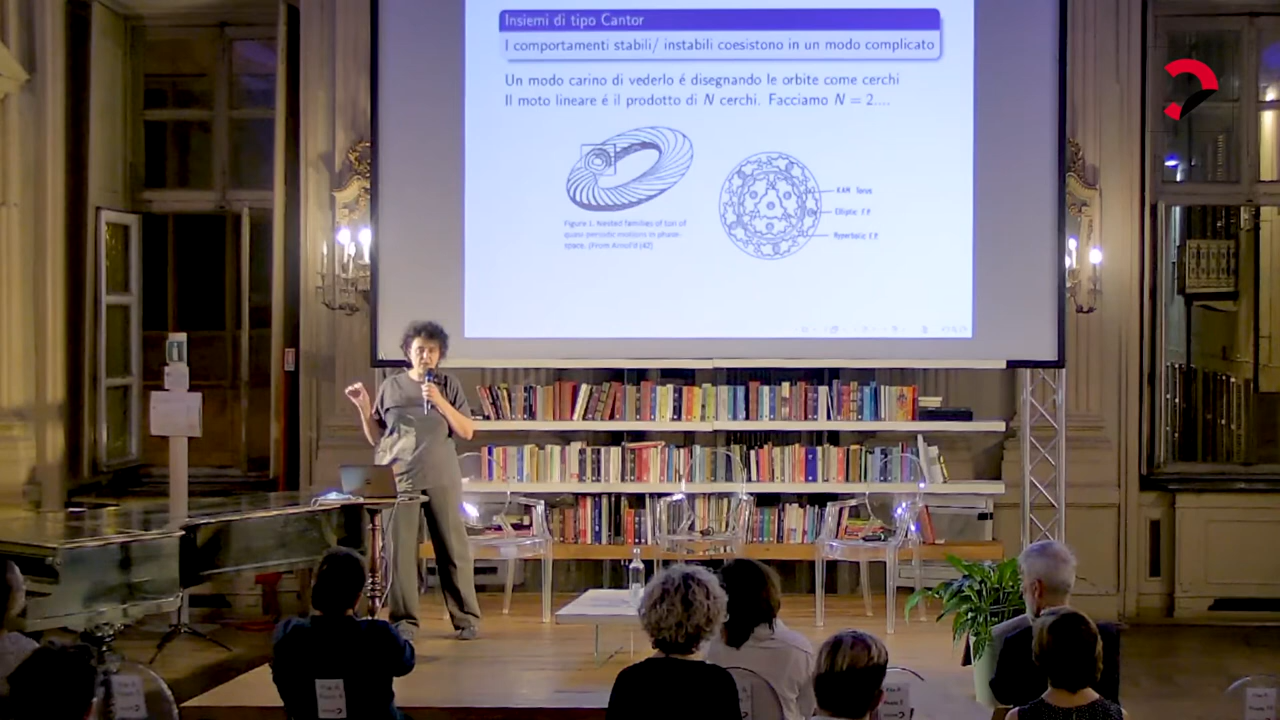 Insiemi di tipo Cantor
I comportamenti stabili/ instabili coesistono in un modo complicato
Un modo carino di vederlo é disegnando le orbite come cerchi
Il moto lineare é il prodotto di N cerchi. Facciamo N = 2....
Figure 1. Nested families of tori of
quasi-periodic motions in phase-
space. (From Arnol'd (42)
KAM Torus
Elliptic F.P.
Hyperbolic F.P.